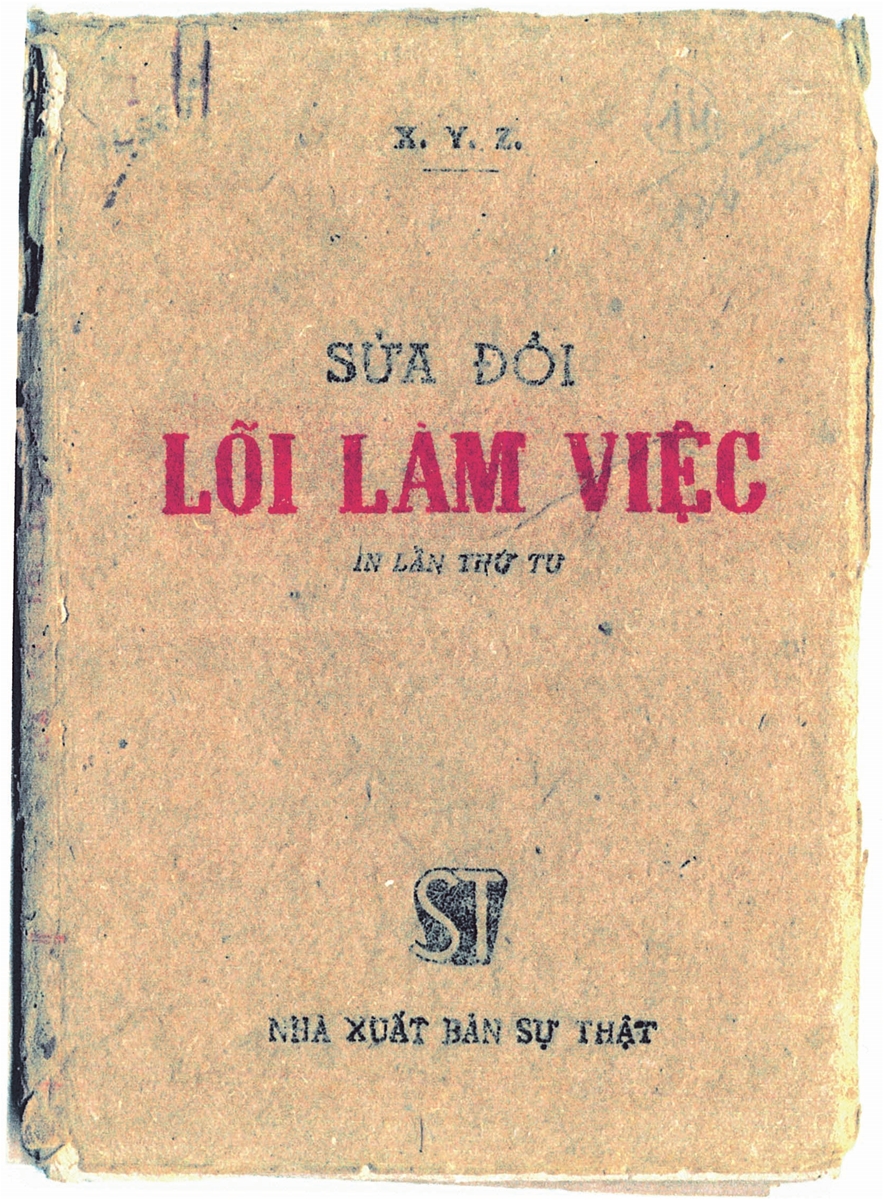 X. Y. Z.
SỬA ĐỔI
LỐI LÀM VIỆC
IN LẦN THỨ TƯ
ST
NHÀ XUẤT BẢN SỰ THẬT